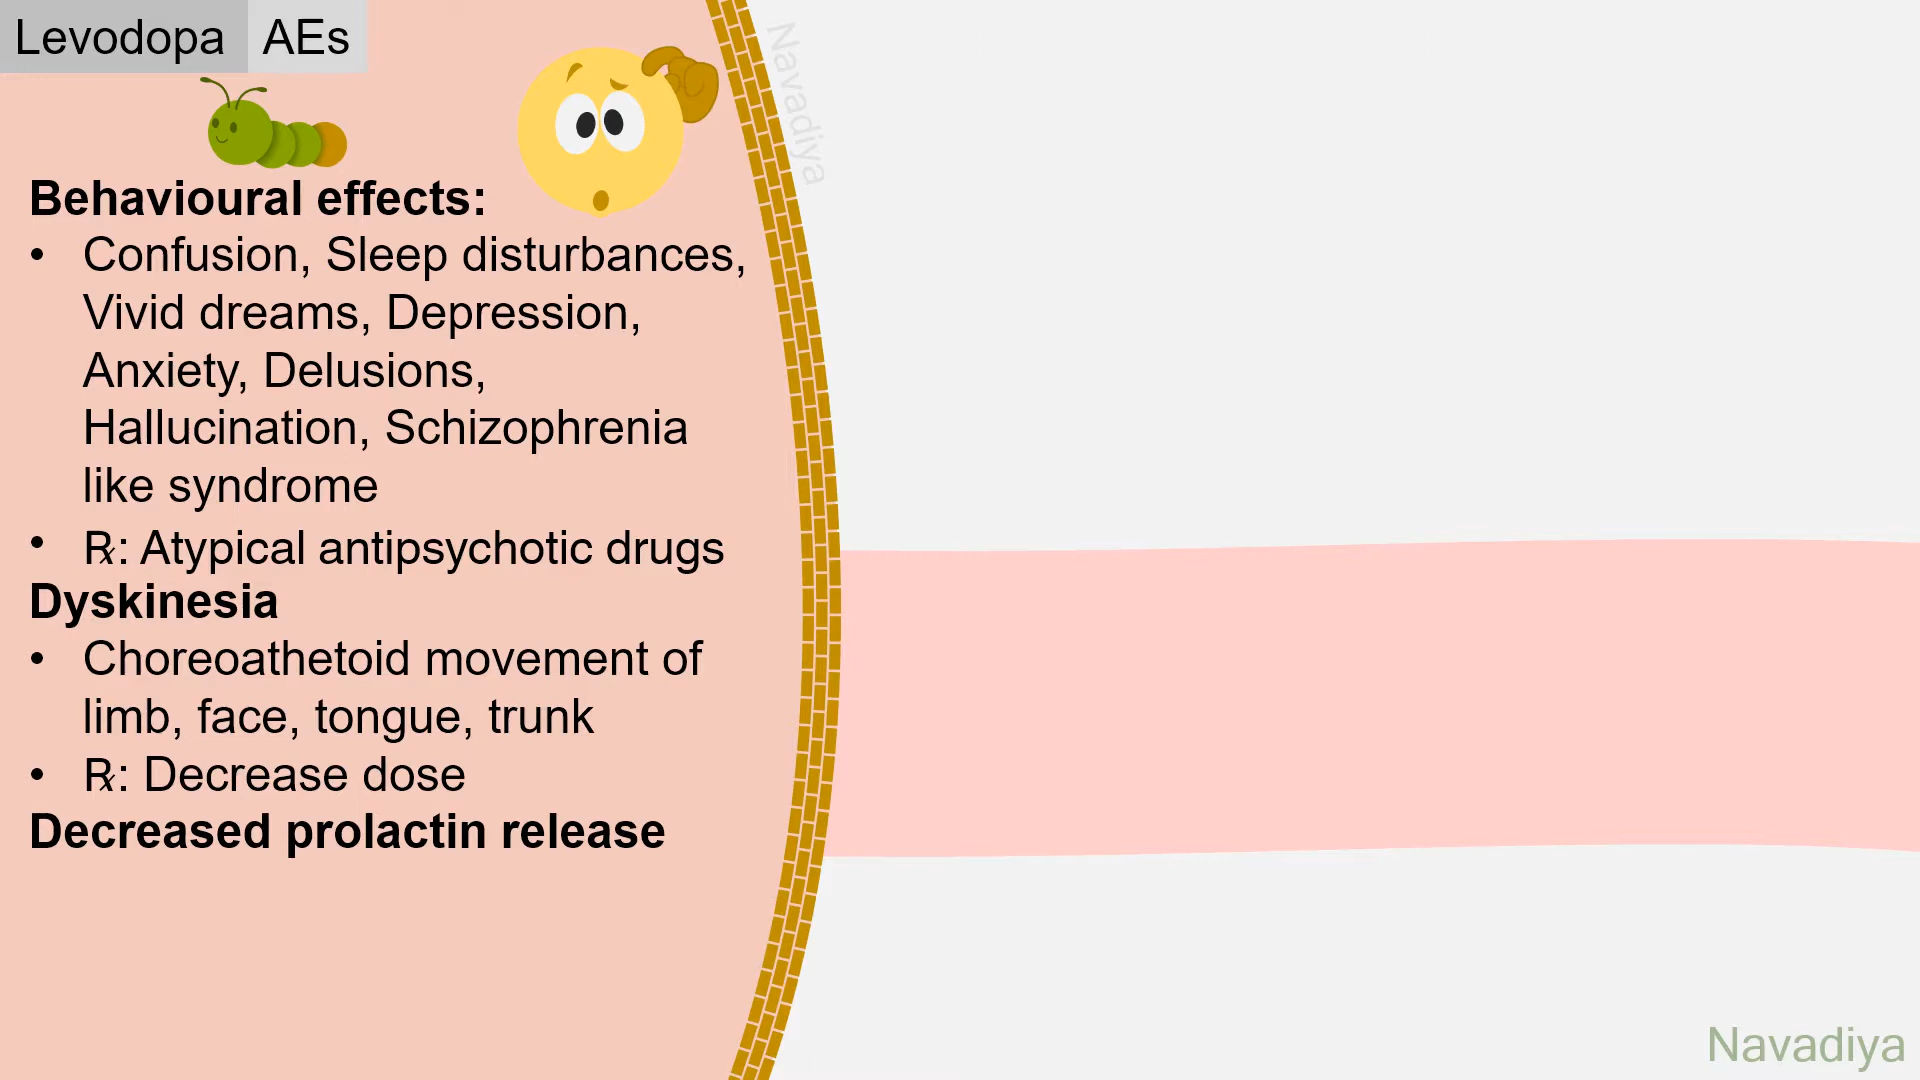 Levodopa AEs
Navadiya
Behavioural effects:
• Confusion, Sleep disturbances,
Vivid dreams, Depression,
Anxiety, Delusions,
Hallucination, Schizophrenia
like syndrome
• ℞: Atypical antipsychotic drugs
Dyskinesia
• Choreoathetoid movement of
limb, face, tongue, trunk
• ℞: Decrease dose
Decreased prolactin release
Navadiya